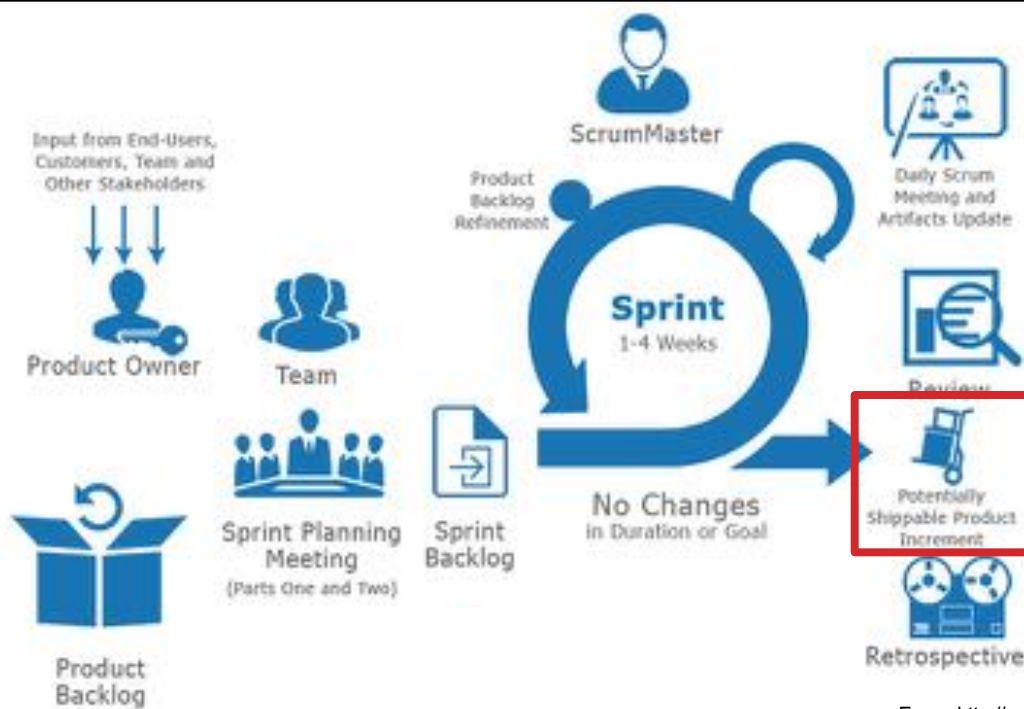 Input from End-Users,
Customers, Team and
Other Stakeholders
Product Owner
Team
Product
Backlog
Sprint Planning
Meeting
(Parts One and Two)
Sprint
Backlog
ScrumMaster
Product
Backlog
Refinement
Sprint
1-4 Weeks
No Changes
in Duration or Goal
Daily Scrum
Meeting and
Artifacts Update
Review
Potentially
Shippable Product
Increment
Retrospective